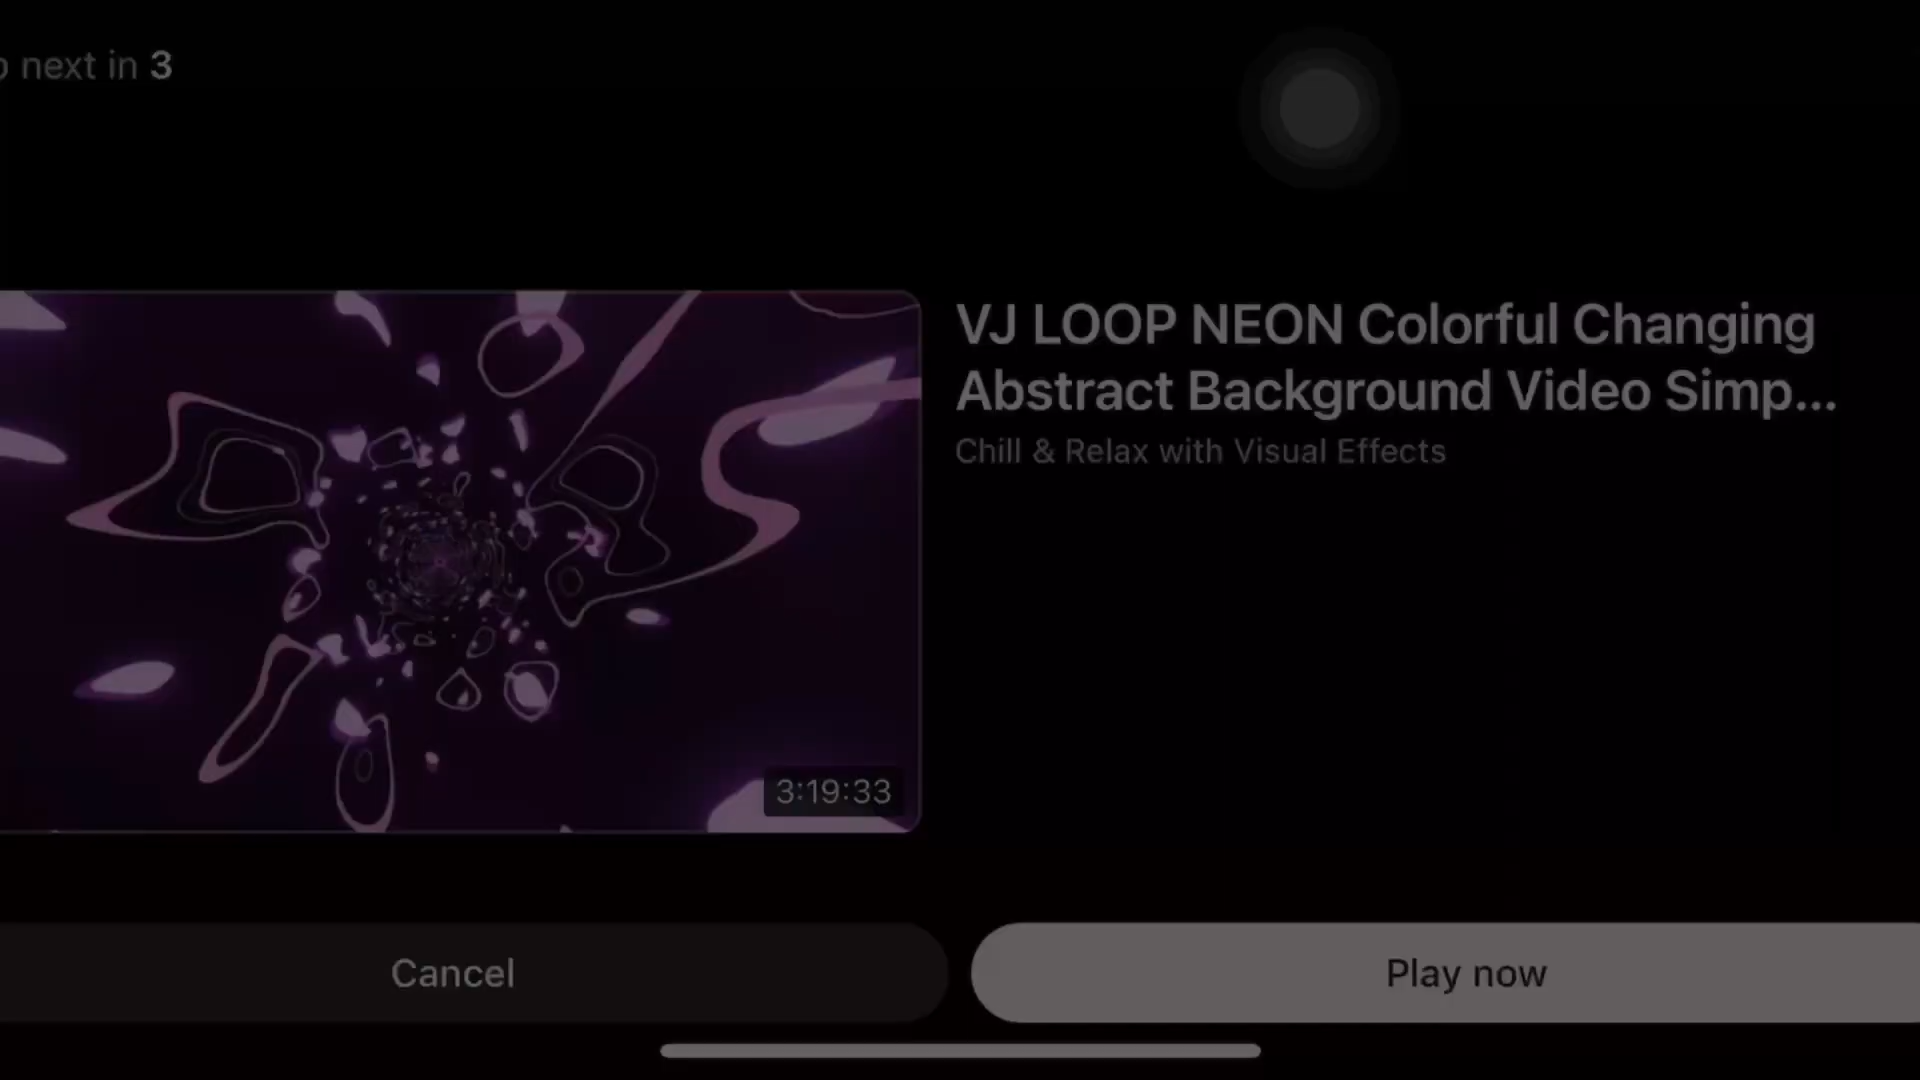 next in 3
VJ LOOP NEON Colorful Changing
Abstract Background Video Simp...
Chill & Relax with Visual Effects
3:19:33
Cancel
Play now